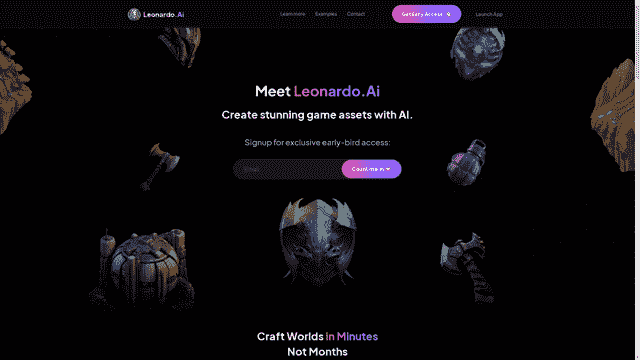 Leonardo.Ai
Learn more
Examples
Contact
Get Early Access
Launch App
Meet Leonardo.Ai
Create stunning game assets with AI.
Signup for exclusive early-bird access:
Email
Count me in
Craft Worlds in Minutes
Not Months